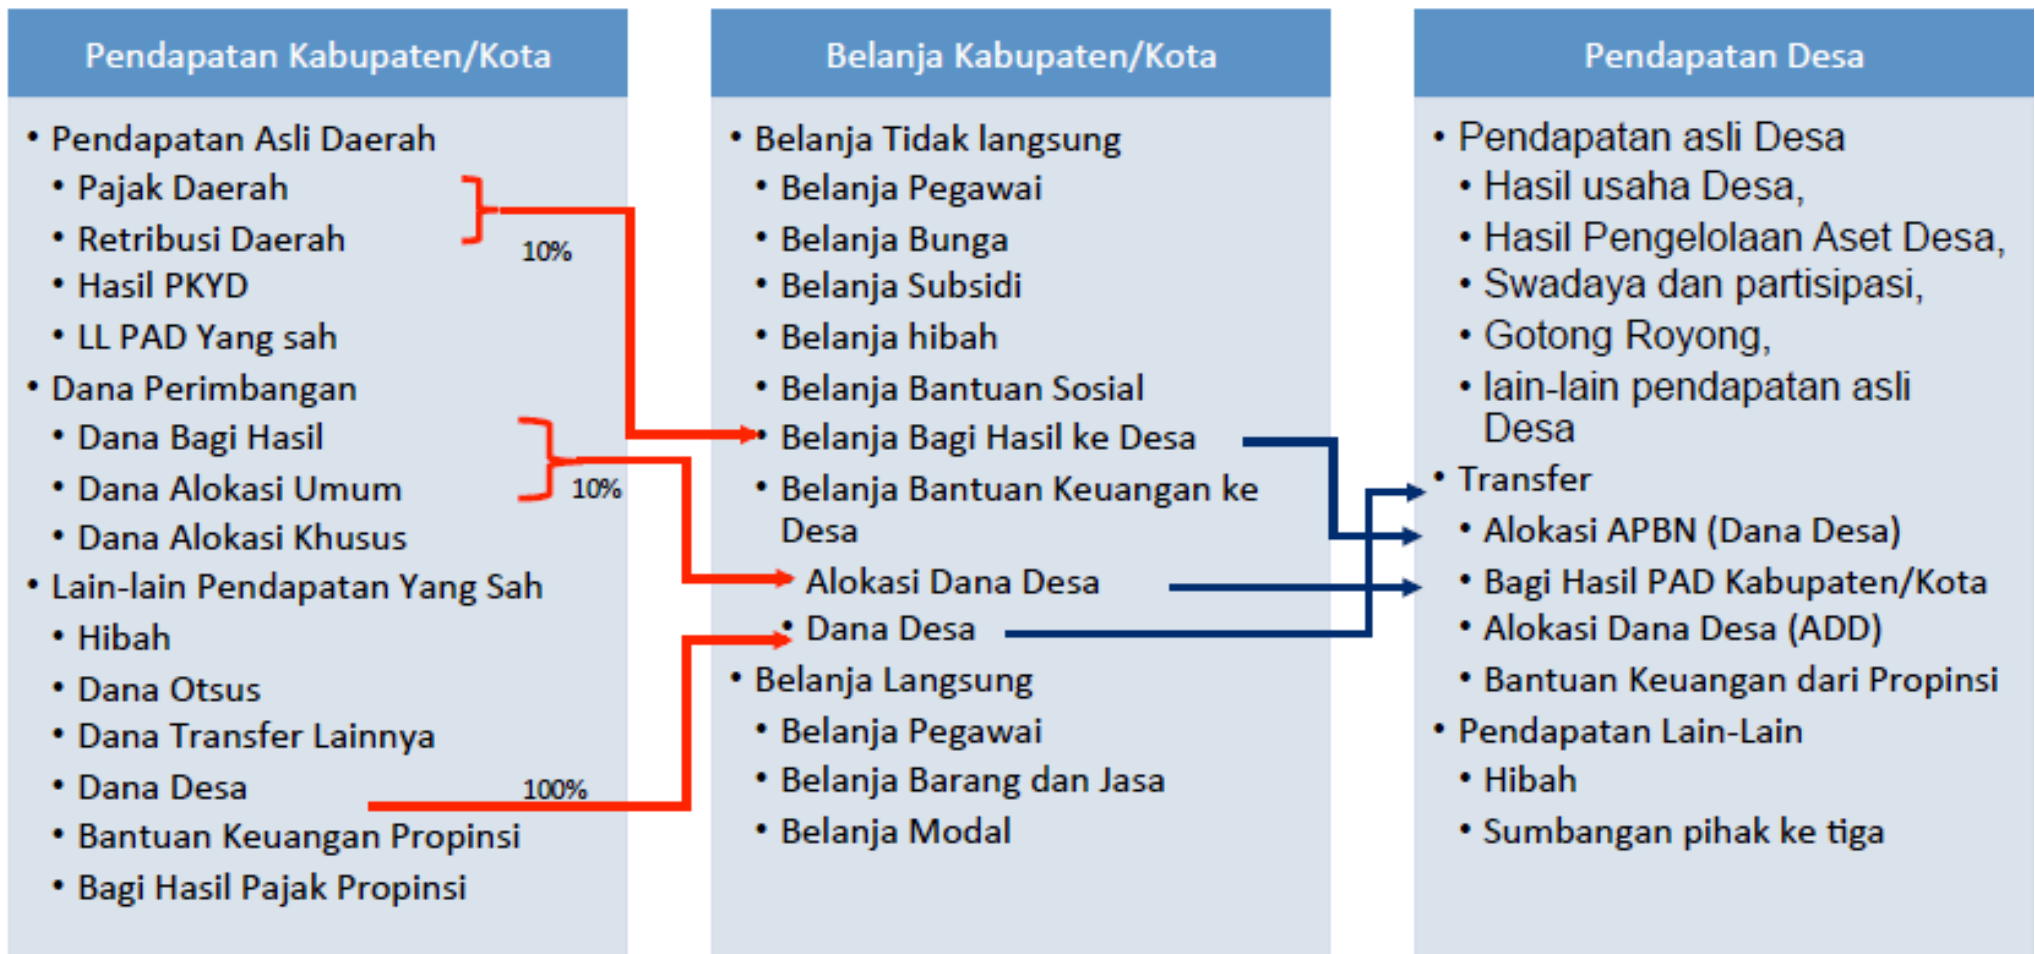 Pendapatan Kabupaten/Kota
• Pendapatan Asli Daerah
• Pajak Daerah
• Retribusi Daerah
10%
• Hasil PKYD
• LL PAD Yang sah
• Dana Perimbangan
• Dana Bagi Hasil
• Dana Alokasi Umum
10%
• Dana Alokasi Khusus
• Lain-lain Pendapatan Yang Sah
• Hibah
• Dana Otsus
• Dana Transfer Lainnya
• Dana Desa
100%
• Bantuan Keuangan Propinsi
• Bagi Hasil Pajak Propinsi
Belanja Kabupaten/Kota
• Belanja Tidak langsung
• Belanja Pegawai
• Belanja Bunga
• Belanja Subsidi
• Belanja hibah
• Belanja Bantuan Sosial
• Belanja Bagi Hasil ke Desa
• Belanja Bantuan Keuangan ke
Desa
Alokasi Dana Desa
• Dana Desa
• Belanja Langsung
• Belanja Pegawai
• Belanja Barang dan Jasa
• Belanja Modal
Pendapatan Desa
• Pendapatan asli Desa
• Hasil usaha Desa,
• Hasil Pengelolaan Aset Desa,
• Swadaya dan partisipasi,
• Gotong Royong,
• lain-lain pendapatan asli
Desa
• Transfer
• Alokasi APBN (Dana Desa)
• Bagi Hasil PAD Kabupaten/Kota
• Alokasi Dana Desa (ADD)
• Bantuan Keuangan dari Propinsi
• Pendapatan Lain-Lain
• Hibah
• Sumbangan pihak ke tiga